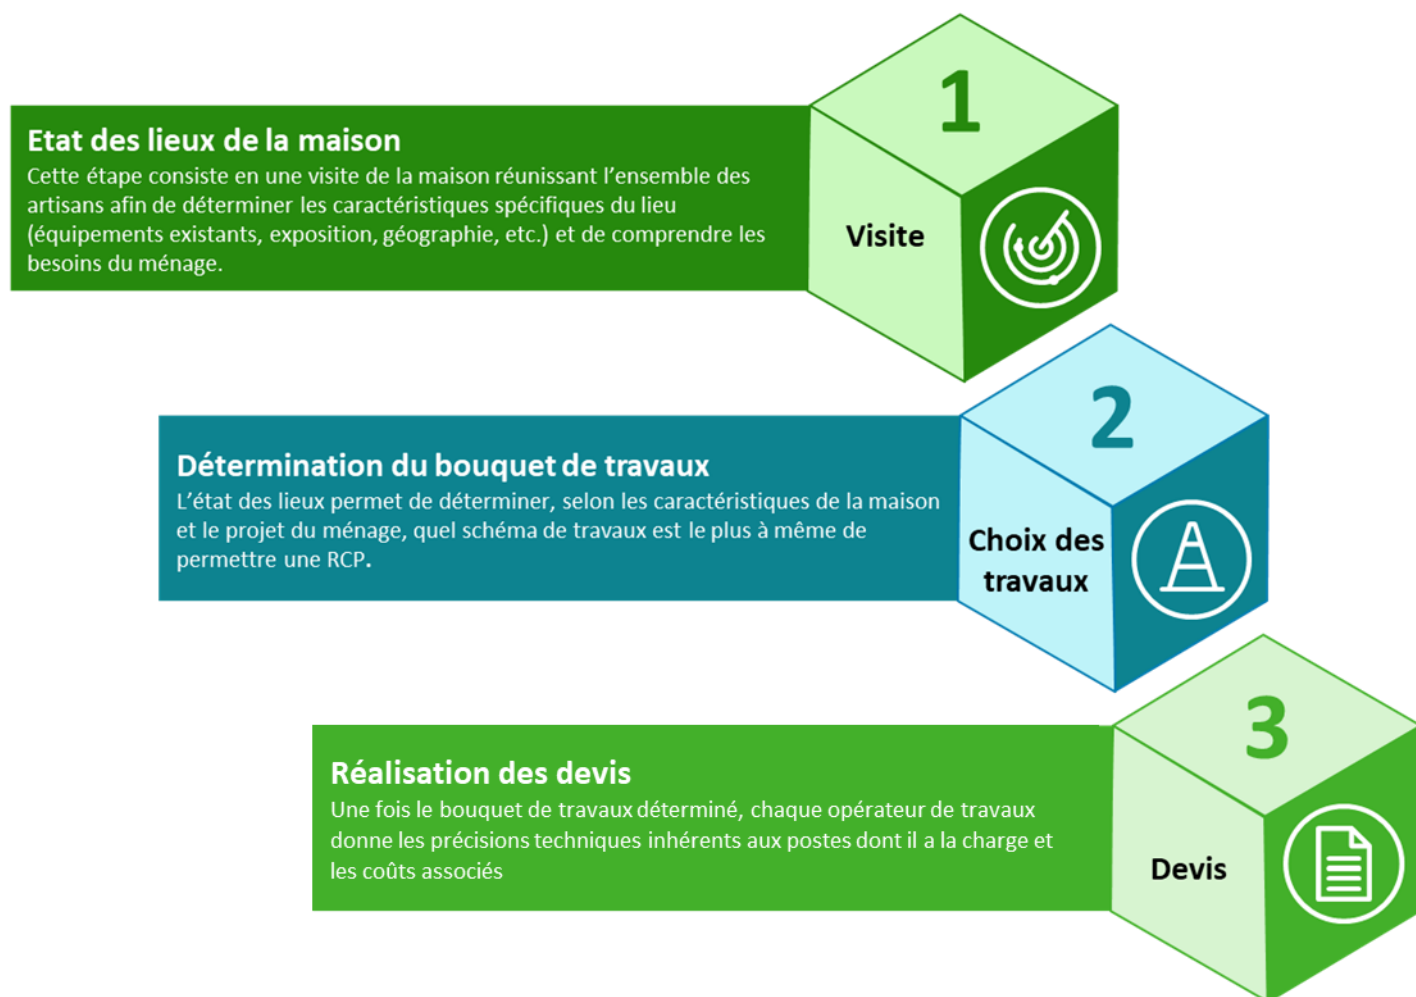 1
Etat des lieux de la maison
Cette étape consiste en une visite de la maison réunissant l’ensemble des
artisans afin de déterminer les caractéristiques spécifiques du lieu
(équipements existants, exposition, géographie, etc.) et de comprendre les
besoins du ménage.
Visite
2
Détermination du bouquet de travaux
L’état des lieux permet de déterminer, selon les caractéristiques de la maison
et le projet du ménage, quel schéma de travaux est le plus à même de
permettre une RCP.
Choix des
travaux
3
Réalisation des devis
Une fois le bouquet de travaux déterminé, chaque opérateur de travaux
donne les précisions techniques inhérents aux postes dont il a la charge et
les coûts associés
Devis